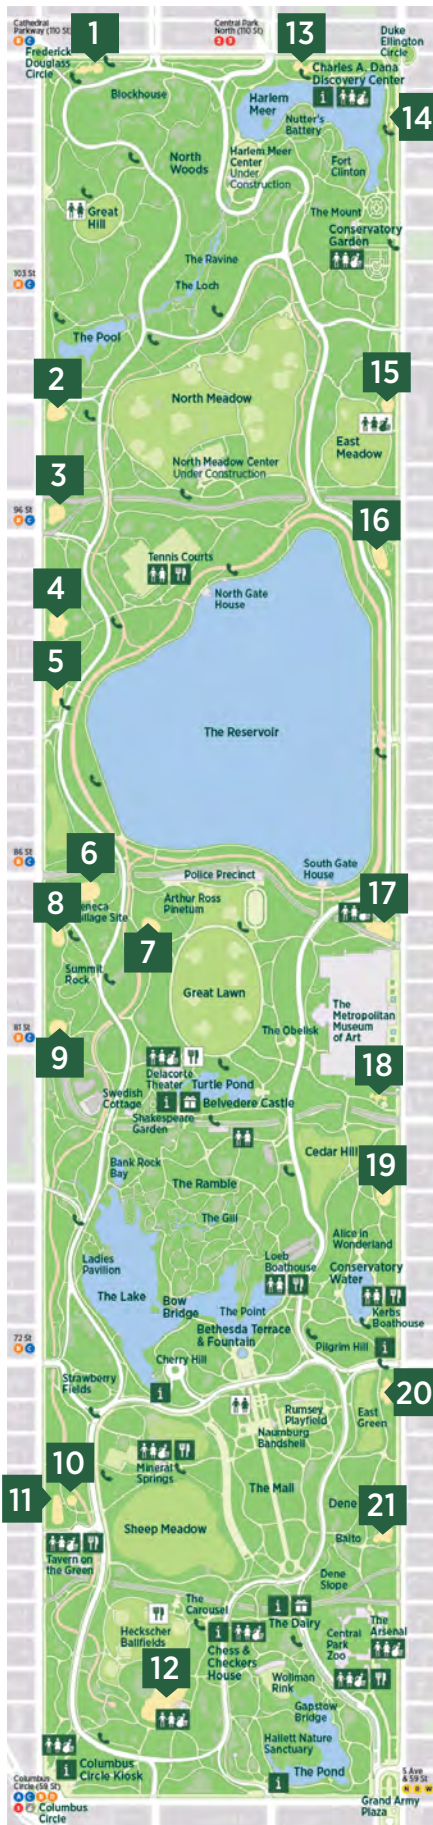 Cathedral
Parkway (110 St)
B C
Frederick
Douglass
Circle
1
Central Park
North (110 St)
2 3
13
Duke
Ellington
Circle
Charles A. Dana
Discovery Center
i
Blockhouse
Harlem
Meer
14
Nutter's
Battery
North
Woods
Harlem Meer
Center
Under
Construction
Fort
Clinton
The Mount
Great
Hill
Conservatory
Garden
The Ravine
103 St
B C
The Loch
The Pool
2
15
North Meadow
East
Meadow
3
North Meadow Center
Under Construction
96 St
B C
16
Tennis Courts
4
North Gate
House
5
The Reservoir
86 St
B C
6
South Gate
House
Police Precinct
8
eneca
illage Site
Arthur Ross
Pinetum
17
7
Summit
Rock
Great Lawn
The
Metropolitan
Museum
of Art
81 St
B C
The Obelisk
9
18
Delacorte
Theater
Turtle Pond
Swedish
Cottage
i
Belvedere Castle
Shakespeare
Garden
Cedar Hill
19
Bank Rock
Bay
The Ramble
The Gill
Alice in
Wonderland
Ladies
Pavilion
Loeb
Boathouse
Conservatory
Water
The Lake
Bow
Bridge
The Point
Kerbs
Boathouse
72 St
B C
Bethesda Terrace
& Fountain
Pilgrim Hill
i
Cherry Hill
Strawberry
Fields
i
20
Rumsey
Playfield
East
Green
Naumburg
Bandshell
10
Mineral
Springs
The Mall
11
Dene
21
Sheep Meadow
Balto
Tavern on
the Green
Dene
Slope
The
Carousel
i
The Dairy
The
Arsenal
Heckscher
Ballfields
i
Chess &
Checkers
House
Central
Park
Zoo
12
Wollman
Rink
Gapstow
Bridge
Hallett Nature
Sanctuary
i
Columbus
Circle Kiosk
i
The Pond
Columbus
Circle (59 St)
A C B D
1
Columbus
Circle
5 Ave
& 59 St
N R W
Grand Army
Plaza